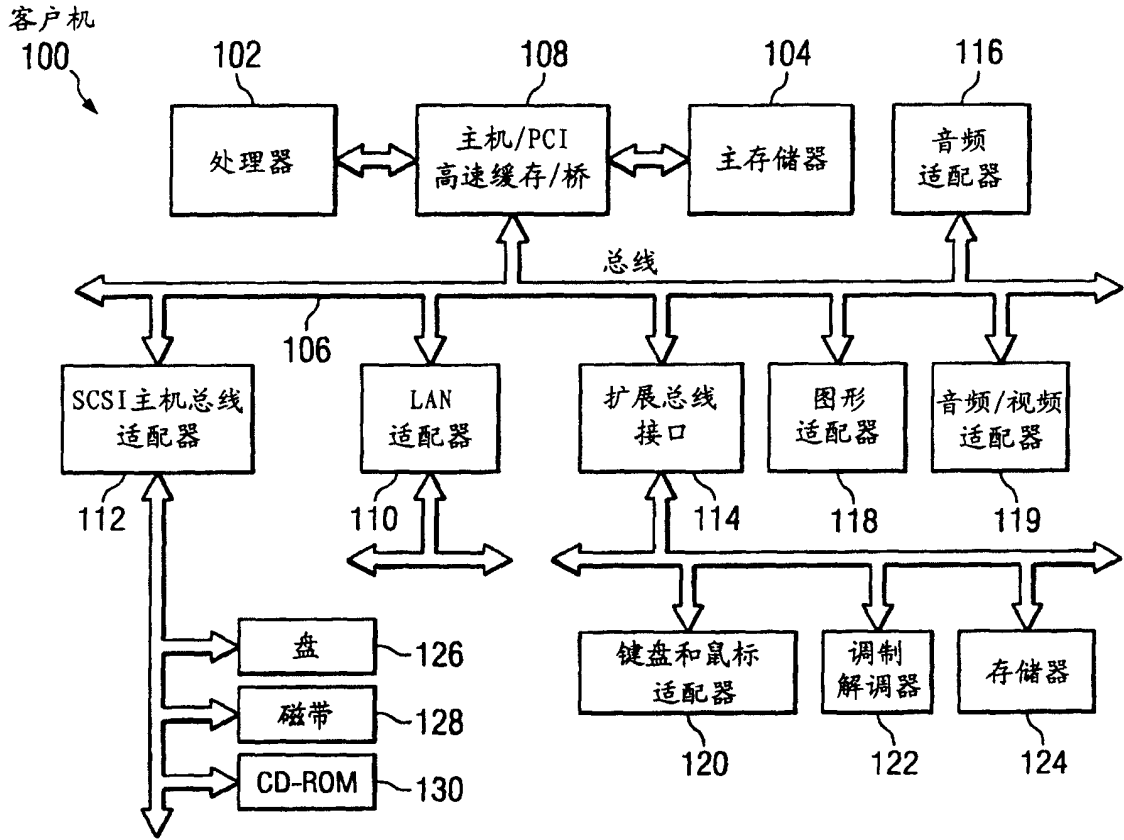 客户机
100
102
108
104
116
处理器
主机/PCI
高速缓存/桥
主存储器
音频
适配器
总线
106
SCSI主机总线
适配器
LAN
适配器
扩展总线
接口
图形
适配器
音频/视频
适配器
112
110
114
118
119
盘
126
磁带
128
CD-ROM
130
键盘和鼠标
适配器
调制
解调器
存储器
120
122
124